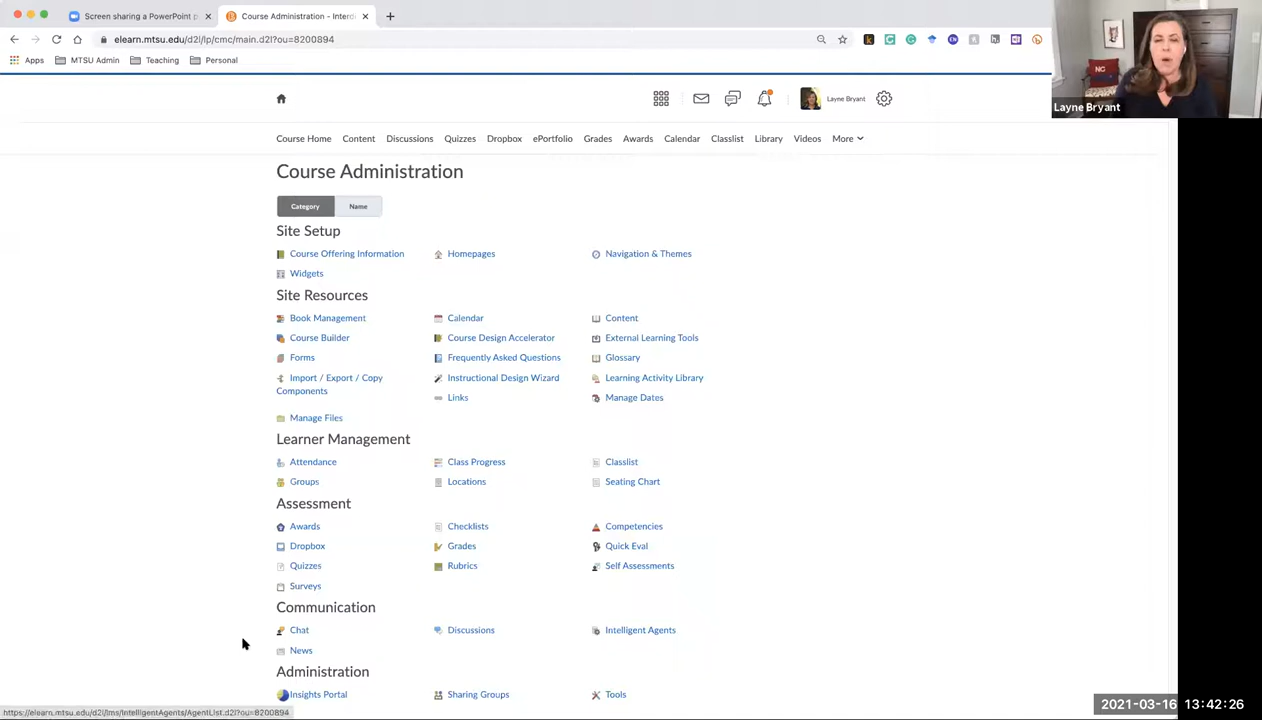 Screen sharing a PowerPoint p
Course Administration - Interdi
elearn.mtsu.edu/d2l/lp/cmc/main.d2l?ou=8200894
Apps MTSU Admin Teaching Personal
Layne Bryant
Layne Bryant
Course Home Content Discussions Quizzes Dropbox ePortfolio Grades Awards Calendar Classlist Library Videos More
Course Administration
Category Name
Site Setup
Course Offering Information Homepages Navigation & Themes
Widgets
Site Resources
Book Management Calendar Content
Course Builder Course Design Accelerator External Learning Tools
Forms Frequently Asked Questions Glossary
Import / Export / Copy Instructional Design Wizard Learning Activity Library
Components Links Manage Dates
Manage Files
Learner Management
Attendance Class Progress Classlist
Groups Locations Seating Chart
Assessment
Awards Checklists Competencies
Dropbox Grades Quick Eval
Quizzes Rubrics Self Assessments
Surveys
Communication
Chat Discussions Intelligent Agents
News
Administration
Insights Portal Sharing Groups Tools
https://elearn.mtsu.edu/d2l/lms/IntelligentAgents/AgentList.d2l?ou=8200894
2021-03-16 13:42:26